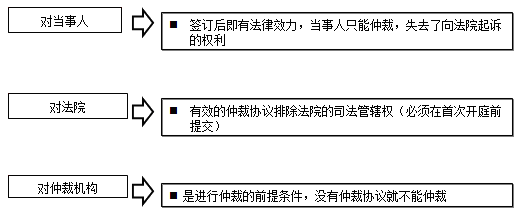 对当事人
■ 签订后即有法律效力，当事人只能仲裁，失去了向法院起诉
的权利
对法院
■ 有效的仲裁协议排除法院的司法管辖权（必须在首次开庭前
提交）
对仲裁机构
■ 是进行仲裁的前提条件，没有仲裁协议就不能仲裁